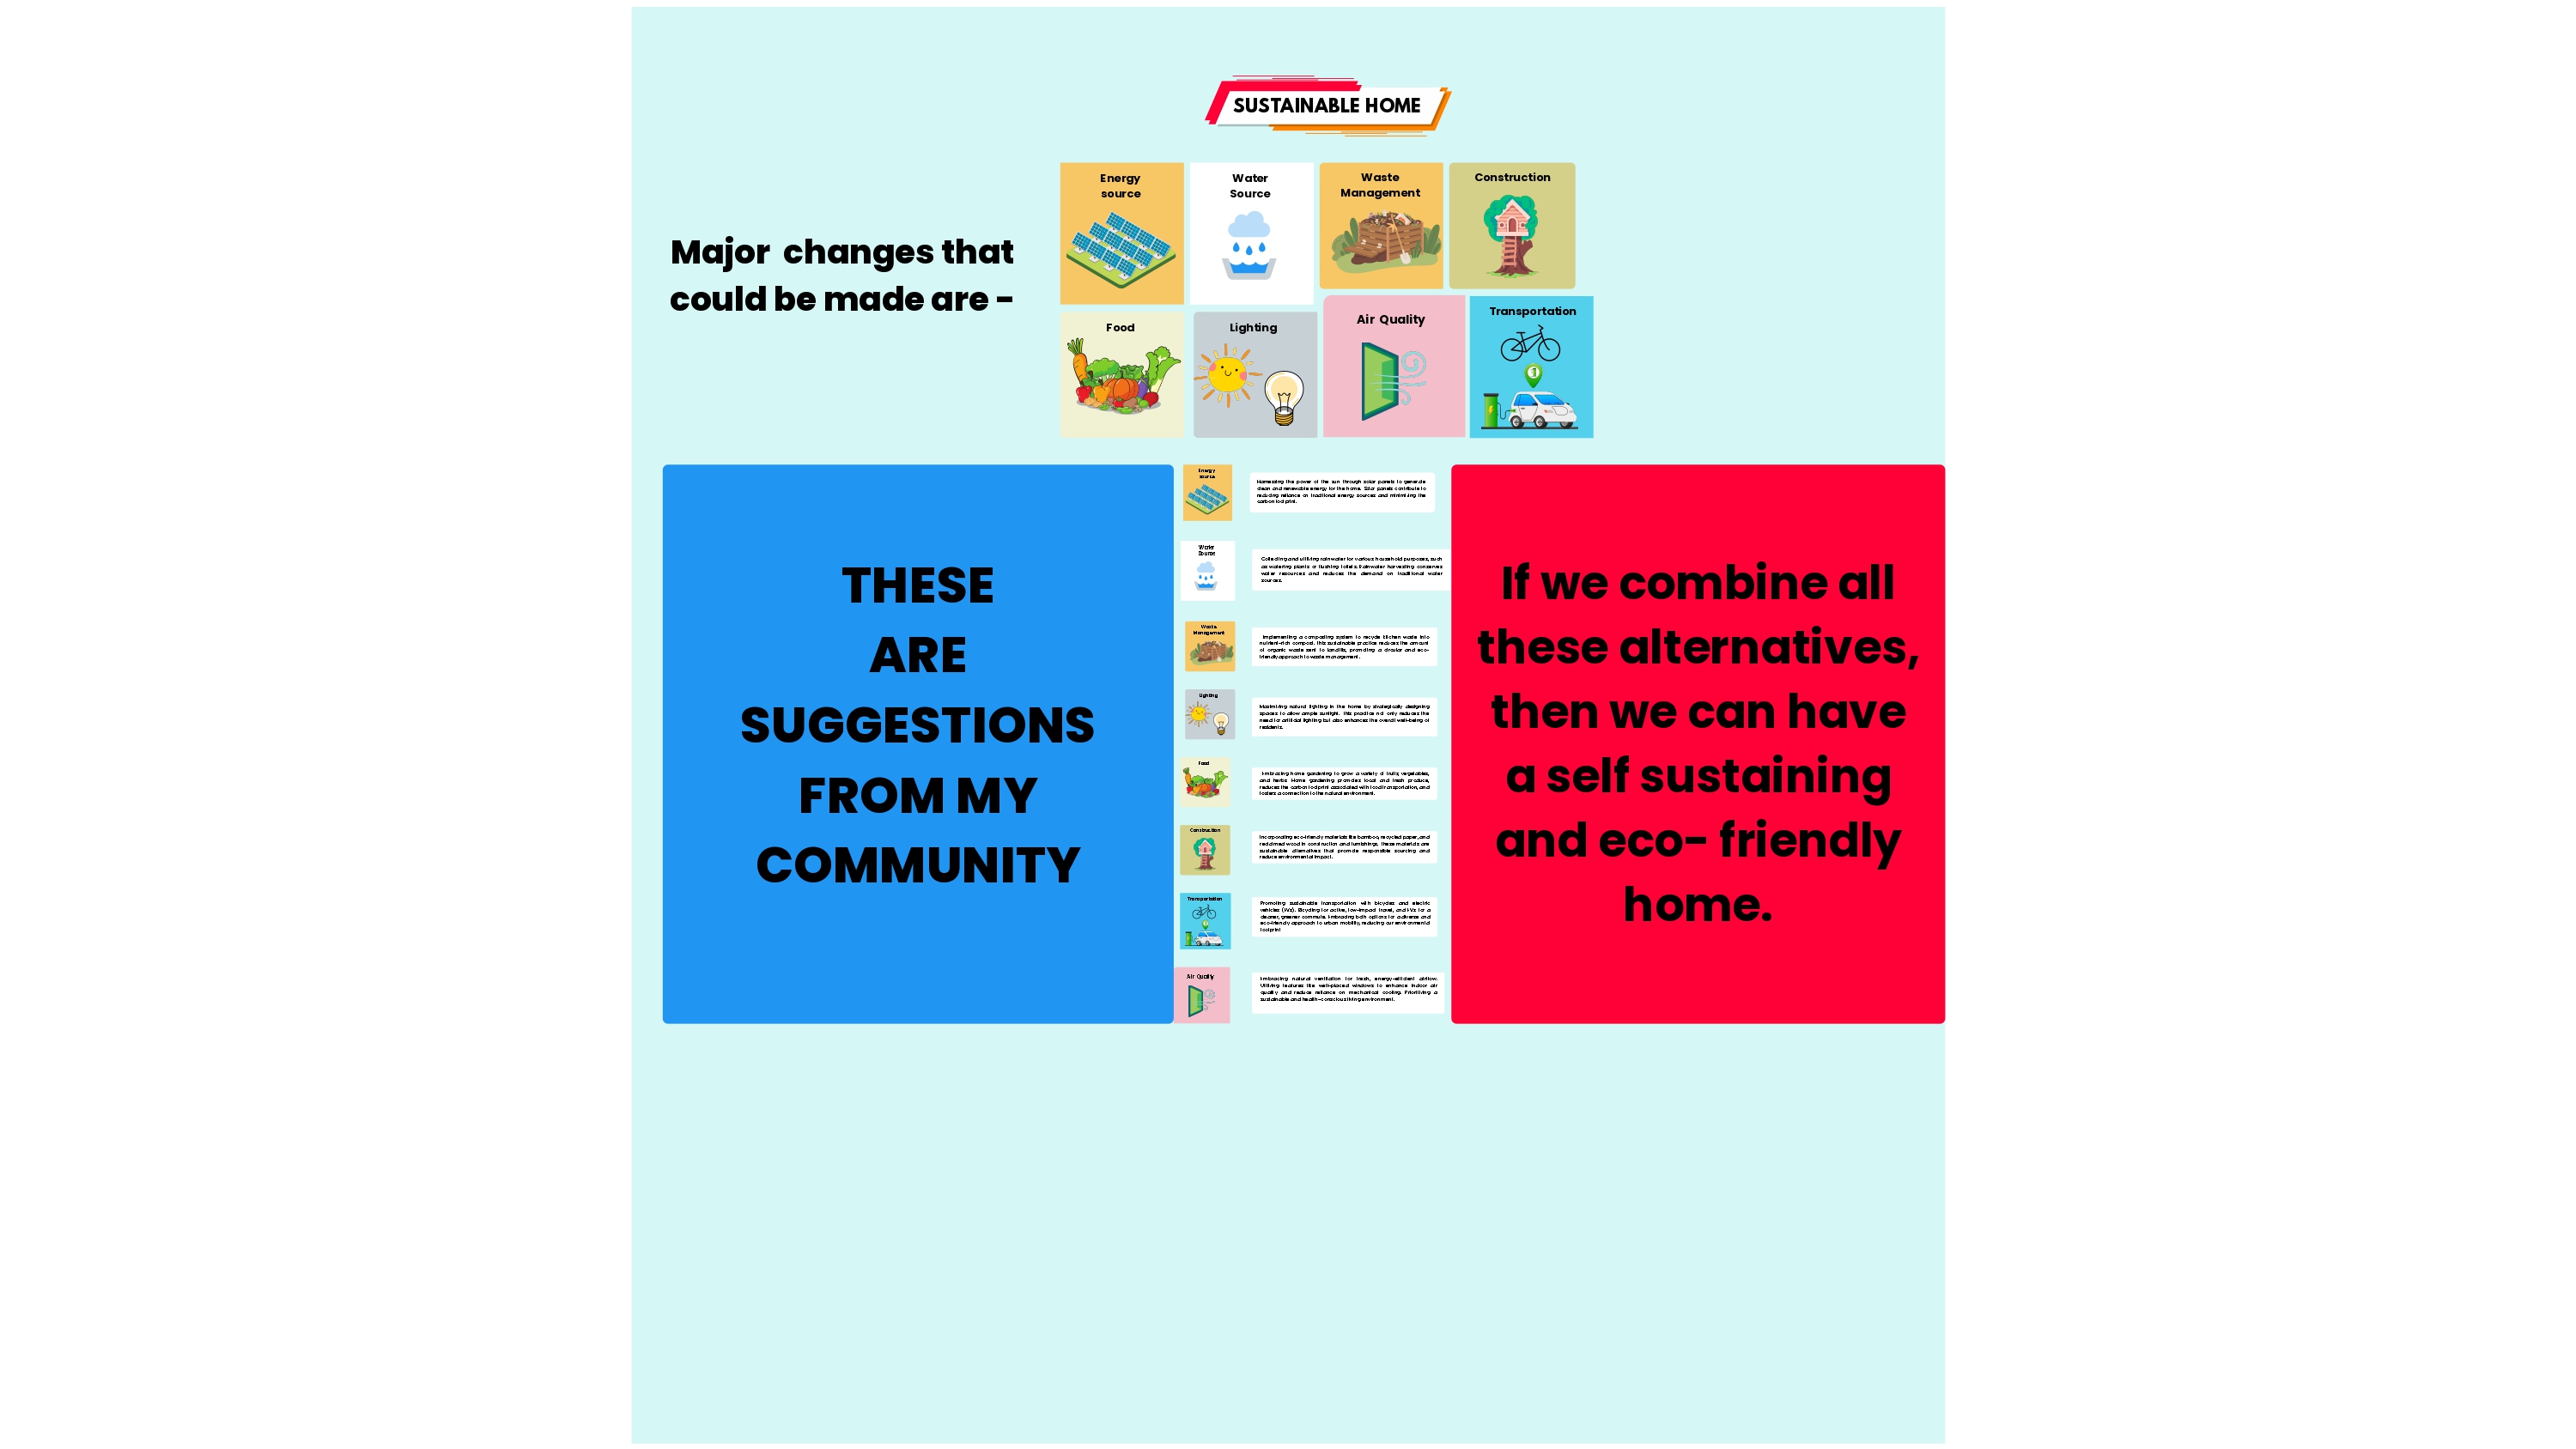 SUSTAINABLE HOME
Major changes that
could be made are -
Energy
source
Water
Source
Waste
Management
Construction
Food
Lighting
Air Quality
Transportation
1
THESE
ARE
SUGGESTIONS
FROM MY
COMMUNITY
Energy
source
Harnessing the power of the sun through solar panels to generate
clean and renewable energy for the home. Solar panels contribute to
reducing reliance on traditional energy sources and minimising the
carbon footprint.
Water
Source
Collecting and utilising rainwater for various household purposes, such
as watering plants or flushing toilets. Rainwater harvesting conserves
water resources and reduces the demand on traditional water
sources.
Waste
Management
Implementing a composting system to recycle kitchen waste into
nutrient-rich compost. This sustainable practice reduces the amount
of organic waste sent to landfills, promoting a circular and eco-
friendly approach to waste management.
Lighting
Maximising natural lighting in the home by strategically designing
spaces to allow ample sunlight. This practice not only reduces the
need for artificial lighting but also enhances the overall well-being of
residents.
Food
Embracing home gardening to grow a variety of fruits, vegetables,
and herbs. Home gardening promotes local and fresh produce,
reduces the carbon footprint associated with food transportation, and
fosters a connection to the natural environment.
Construction
Incorporating eco-friendly materials like bamboo, recycled paper, and
reclaimed wood in construction and furnishings. These materials are
sustainable alternatives that promote responsible sourcing and
reduce environmental impact.
Transportation
Promoting sustainable transportation with bicycles and electric
vehicles (EVs). Bicycling for active, low-impact travel, and EVs for a
cleaner, greener commute. Embracing both options for a diverse and
eco-friendly approach to urban mobility, reducing our environmental
footprint
Air Quality
Embracing natural ventilation for fresh, energy-efficient airflow.
Utilizing features like well-placed windows to enhance indoor air
quality and reduce reliance on mechanical cooling. Prioritizing a
sustainable and health-conscious living environment.
If we combine all
these alternatives,
then we can have
a self sustaining
and eco- friendly
home.